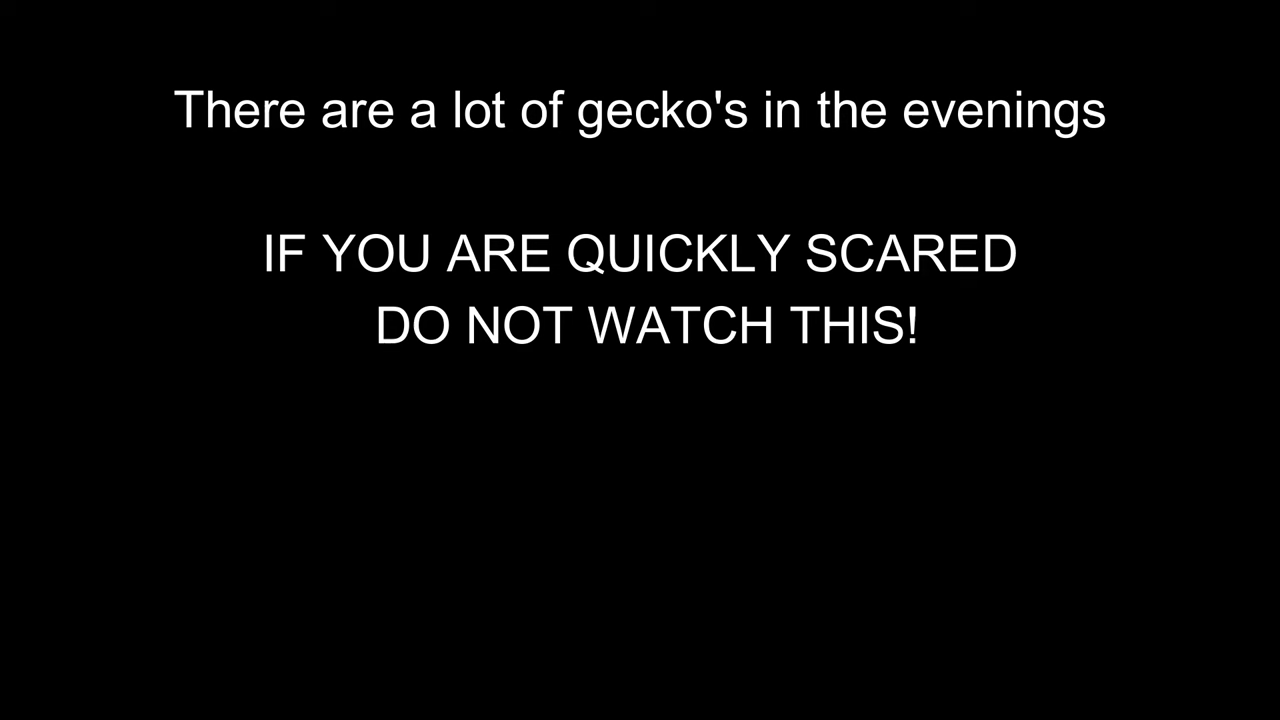 There are a lot of gecko's in the evenings
IF YOU ARE QUICKLY SCARED
DO NOT WATCH THIS!